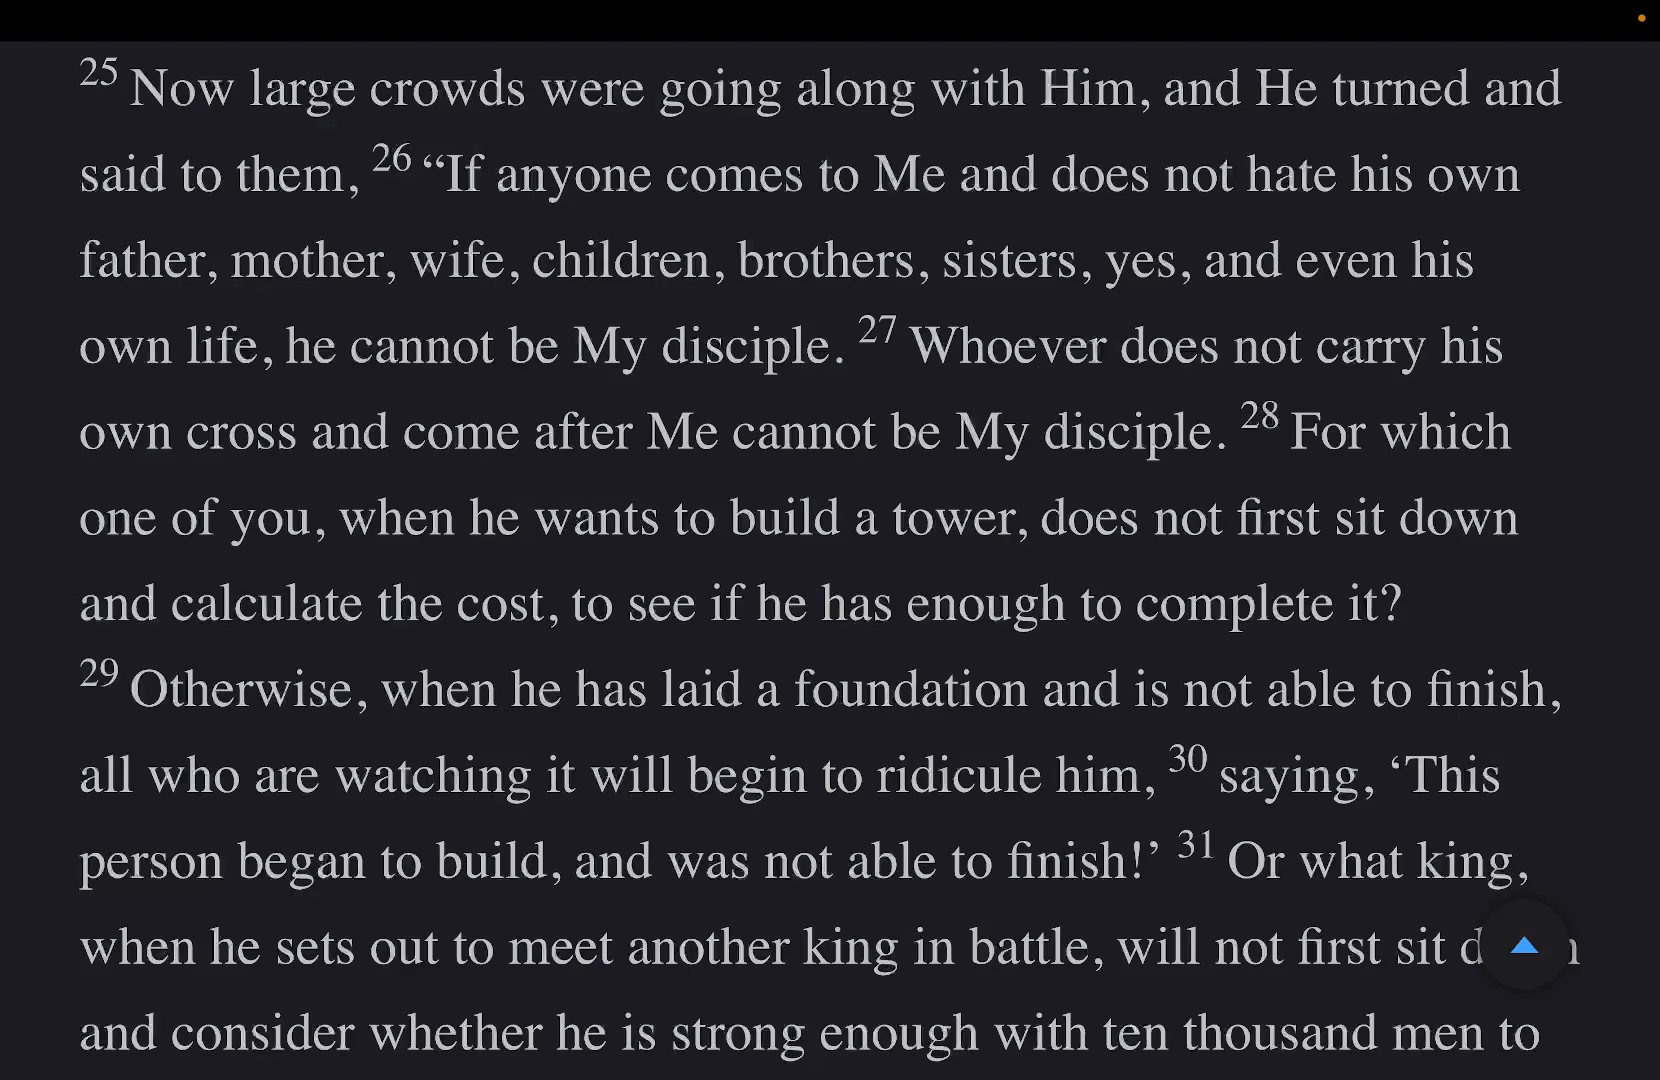 25 Now large crowds were going along with Him, and He turned and
said to them, 26 “If anyone comes to Me and does not hate his own
father, mother, wife, children, brothers, sisters, yes, and even his
own life, he cannot be My disciple. 27 Whoever does not carry his
own cross and come after Me cannot be My disciple. 28 For which
one of you, when he wants to build a tower, does not first sit down
and calculate the cost, to see if he has enough to complete it?
29 Otherwise, when he has laid a foundation and is not able to finish,
all who are watching it will begin to ridicule him, 30 saying, ‘This
person began to build, and was not able to finish!’ 31 Or what king,
when he sets out to meet another king in battle, will not first sit
and consider whether he is strong enough with ten thousand men to